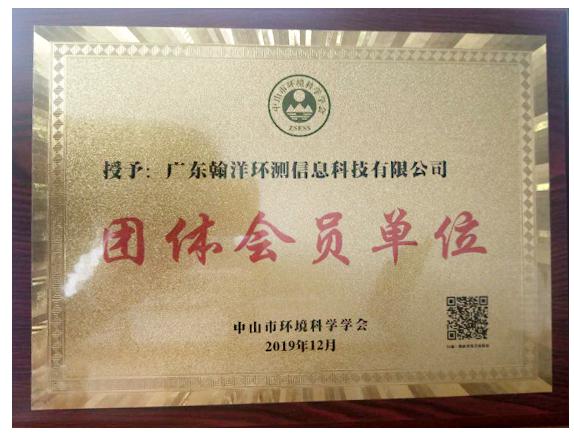 中山市环境科学学会
ZSESS
授予：广东翰洋环测信息科技有限公司
团体会员单位
中山市环境科学学会
2019年12月